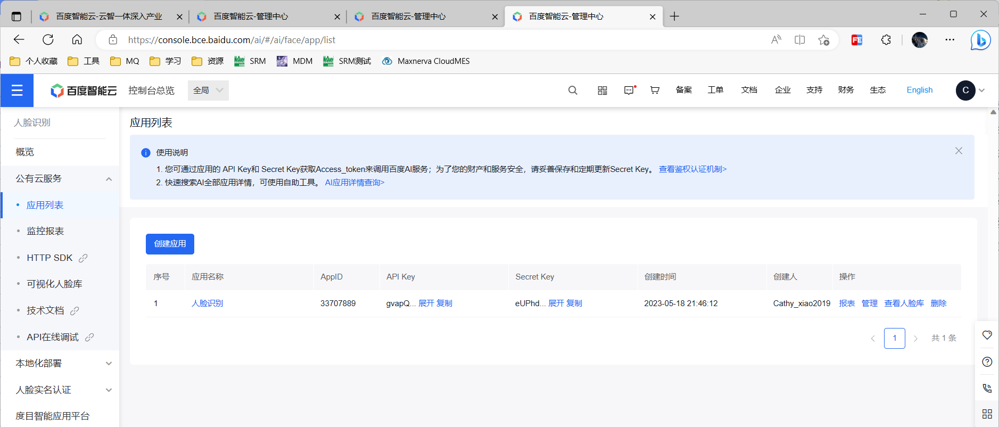 百度智能云-云智一体深入产业
百度智能云-管理中心
百度智能云-管理中心
百度智能云-管理中心
https://console.bce.baidu.com/ai/#/ai/face/app/list
个人收藏 工具 MQ 学习 资源 SRM MDM SRM测试 Maxnerva CloudMES
百度智能云 控制台总览 全局 备案 工单 文档 企业 支持 财务 生态 English C
人脸识别
概览
公有云服务
应用列表
监控报表
HTTP SDK
可视化人脸库
技术文档
API在线调试
本地化部署
人脸实名认证
度目智能应用平台
应用列表
使用说明
1. 您可通过应用的 API Key和 Secret Key获取Access_token来调用百度AI服务；为了您的财产和服务安全，请妥善保存和定期更新Secret Key。 查看鉴权认证机制>
2. 快速搜索AI全部应用详情，可使用自助工具。 AI应用详情查询>
创建应用
序号 应用名称 AppID API Key Secret Key 创建时间 创建人 操作
1 人脸识别 33707889 gvapQ... 展开 复制 eUPhd... 展开 复制 2023-05-18 21:46:12 Cathy_xiao2019 报表 管理 查看人脸库 删除
1 共 1 条